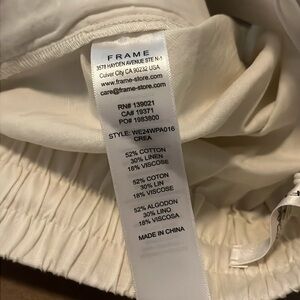 FRAME
3578 HAYDEN AVENUE STE N-1
Culver City CA 90232 USA
www.frame-store.com
care@frame-store.com
RN# 139021
CA# 19371
PO# 1983800
STYLE: WE24WPA016
CREA
52% COTTON
30% LINEN
18% VISCOSE
52% COTON
30% LIN
18% VISCOSE
52% ALGODON
30% LINO
18% VISCOSA
MADE IN CHINA